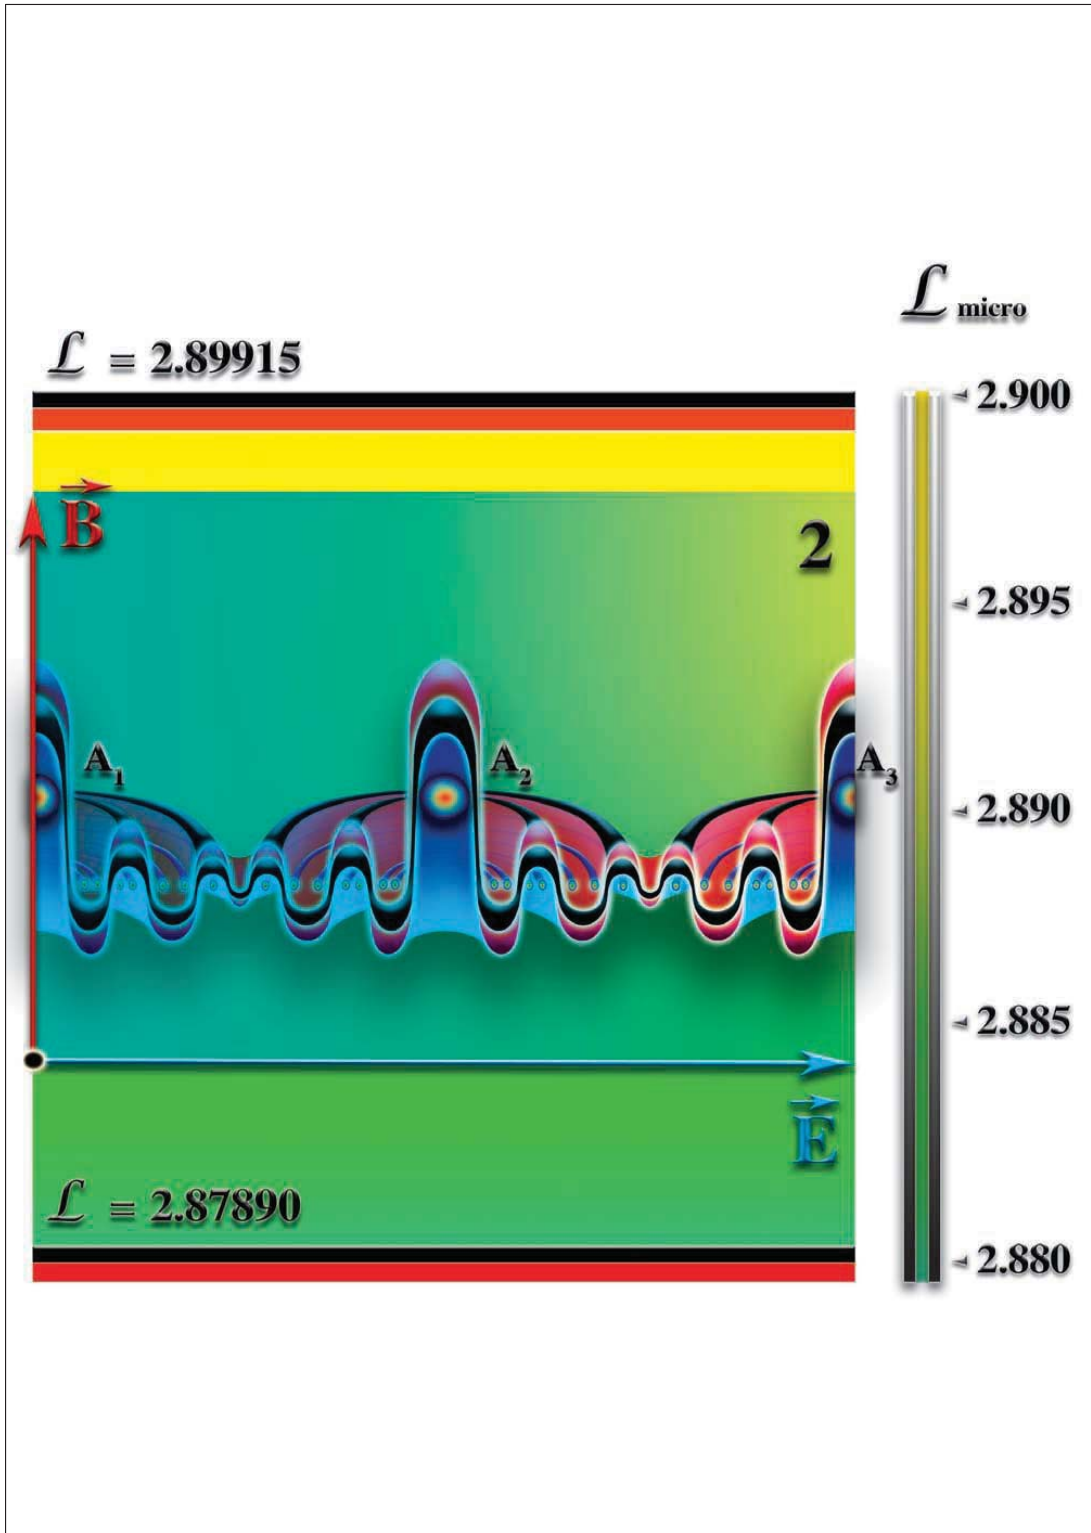 ℒ micro
ℒ = 2.89915
2.900
B
2
2.895
A1
A2
A3
2.890
2.885
E
ℒ = 2.87890
2.880